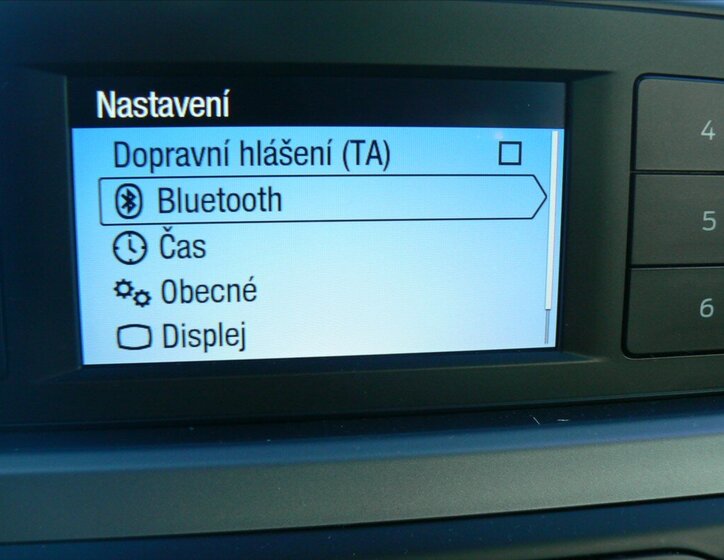 Nastavení
Dopravní hlášení (TA)
Bluetooth
Čas
Obecné
Displej
4
5
6